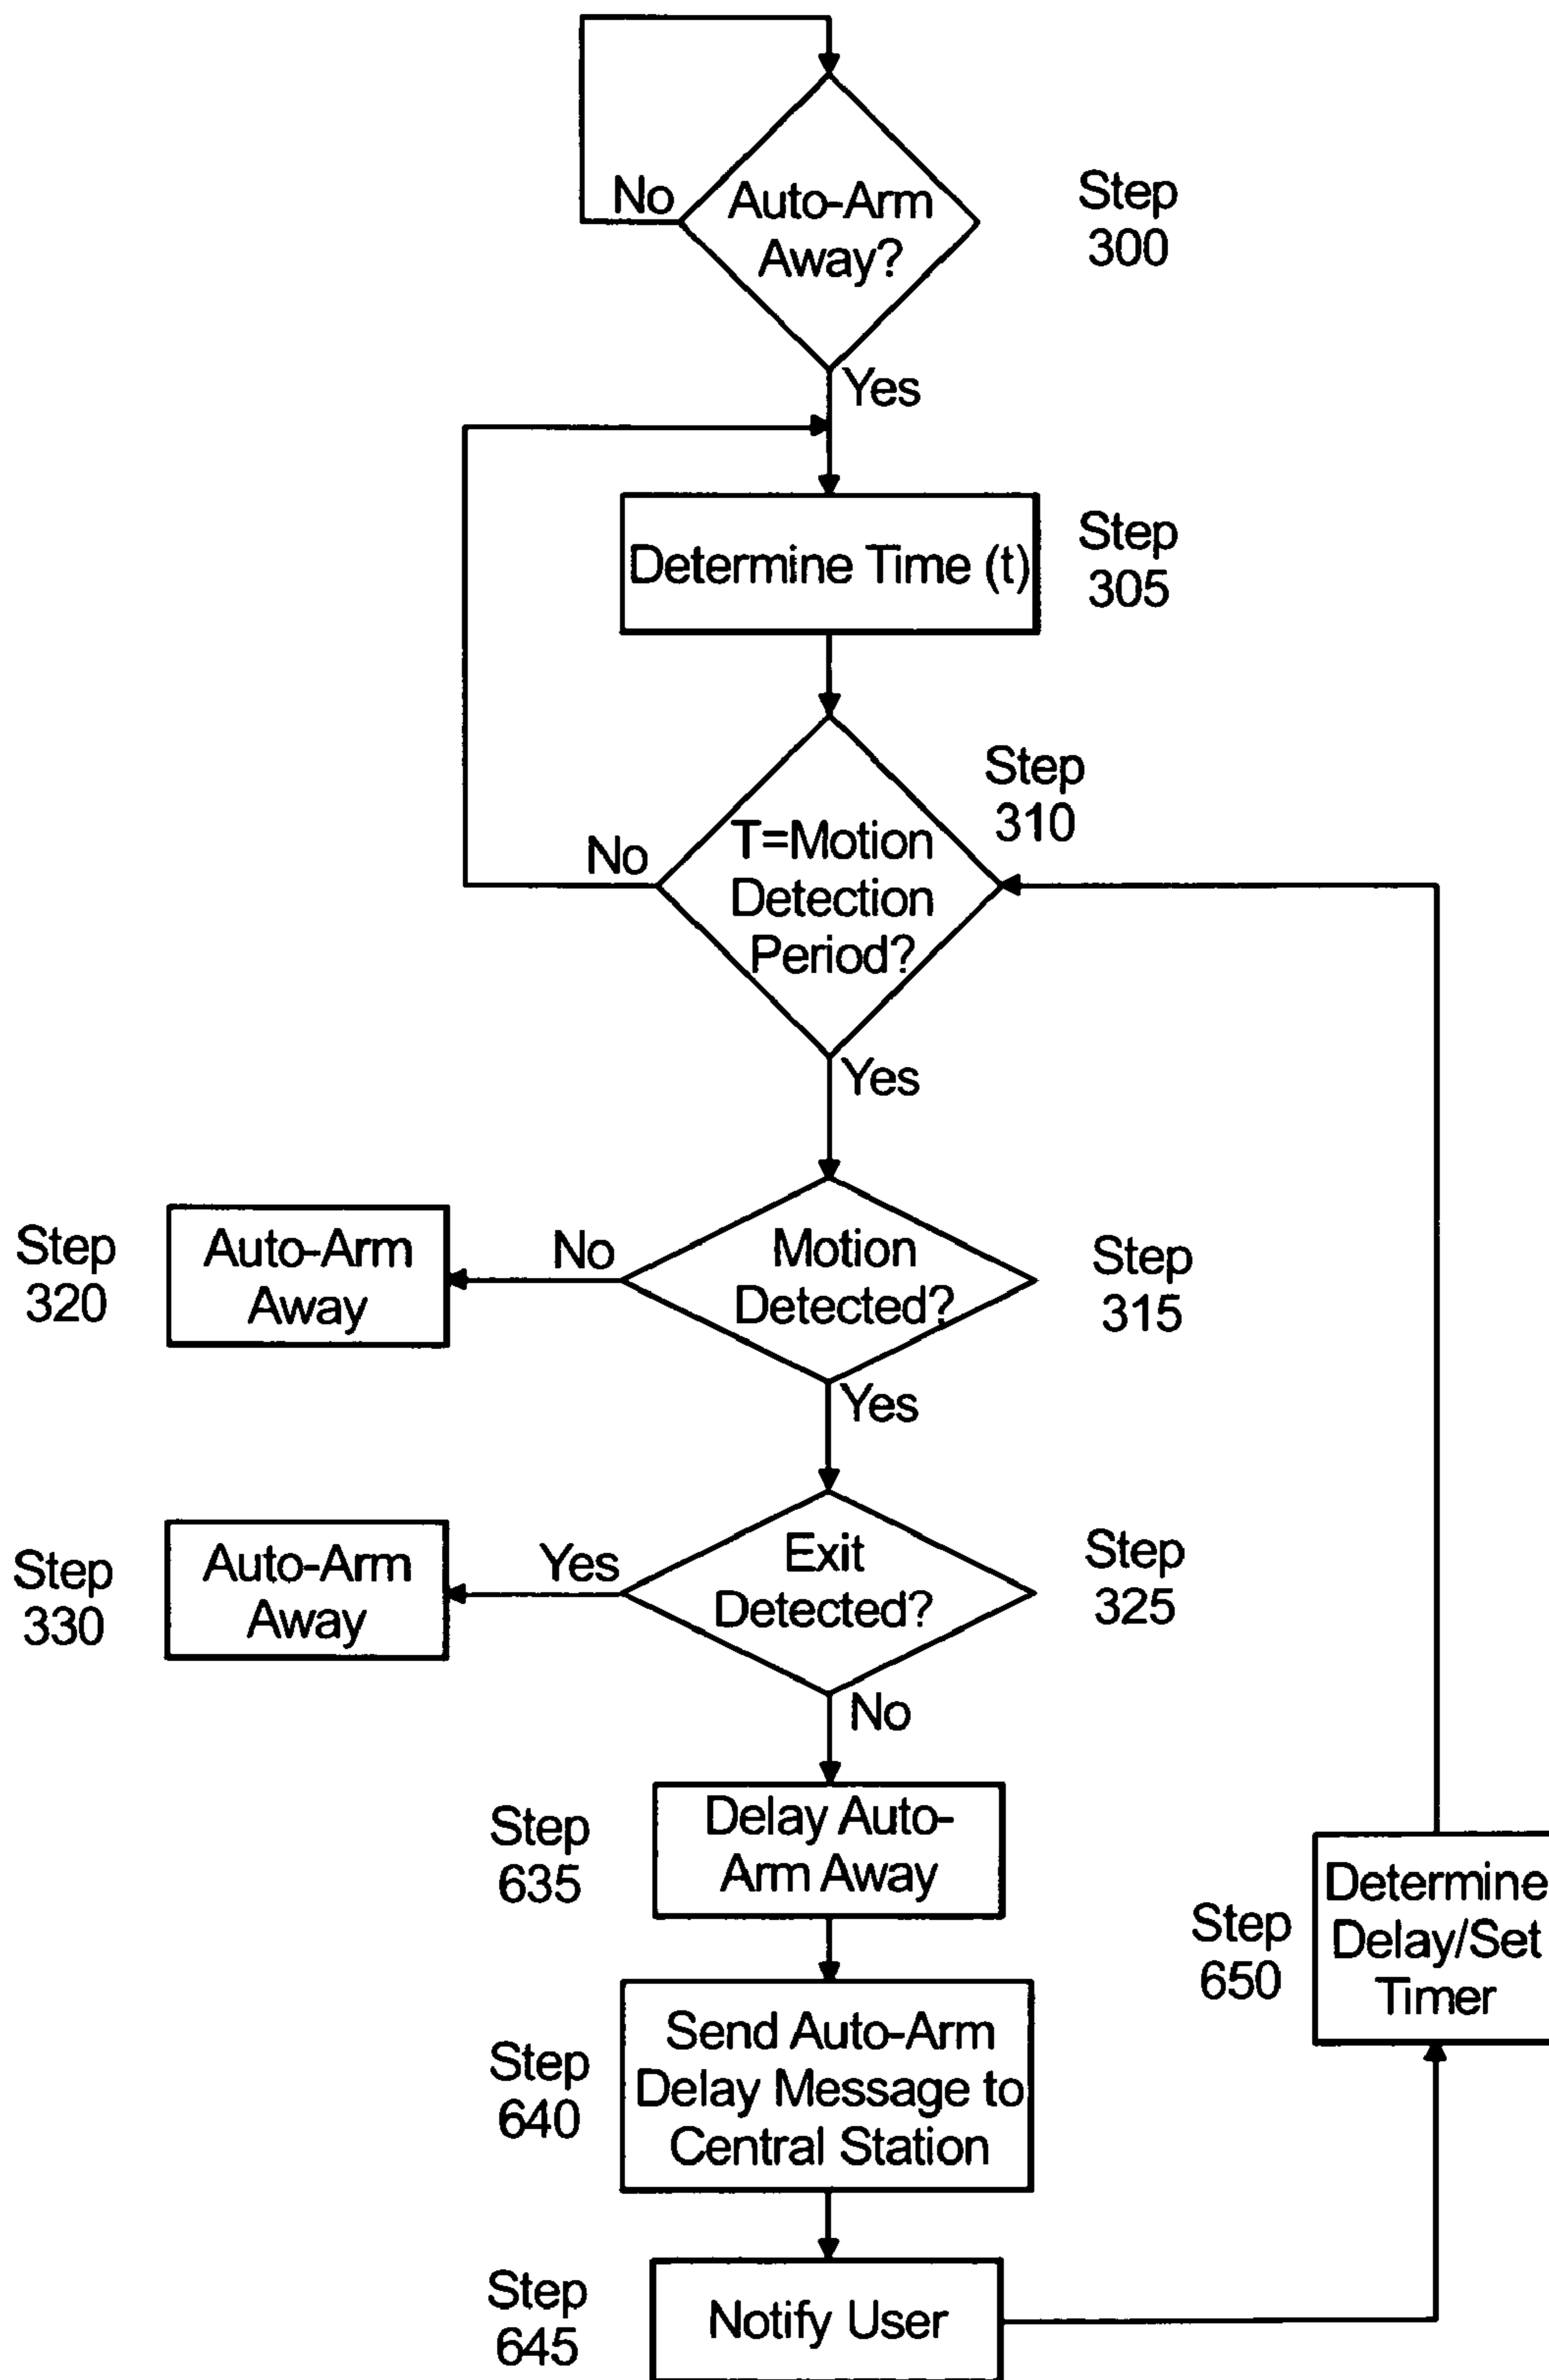 No
Auto-Arm
Away?
Step
300
Yes
Determine Time (t)
Step
305
Step
310
No
T=Motion
Detection
Period?
Yes
Step
320
Auto-Arm
Away
No
Motion
Detected?
Step
315
Yes
Step
330
Auto-Arm
Away
Yes
Exit
Detected?
Step
325
No
Step
635
Delay Auto-
Arm Away
Step
640
Send Auto-Arm
Delay Message to
Central Station
Step
650
Determine
Delay/Set
Timer
Step
645
Notify User